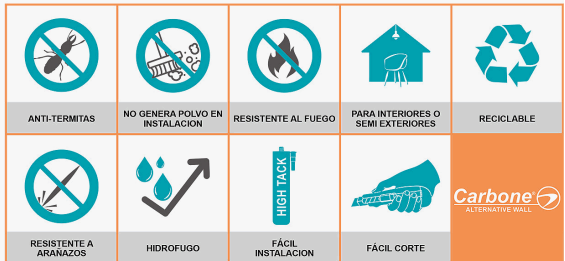 ANTI-TERMITAS
NO GENERA POLVO EN
INSTALACION
RESISTENTE AL FUEGO
PARA INTERIORES O
SEMI EXTERIORES
RECICLABLE
RESISTENTE A
ARAÑAZOS
HIDROFUGO
HIGH TACK
FÁCIL
INSTALACION
FÁCIL CORTE
Carbone®
ALTERNATIVE WALL